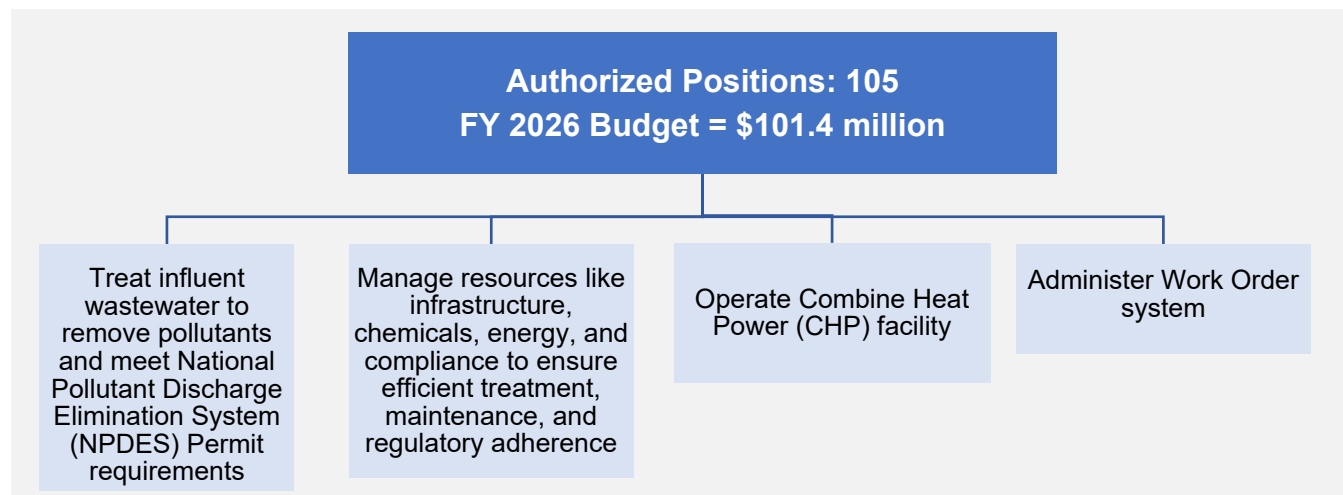 Authorized Positions: 105
FY 2026 Budget = $101.4 million
Treat influent
wastewater to
remove pollutants
and meet National
Pollutant Discharge
Elimination System
(NPDES) Permit
requirements
Manage resources like
infrastructure,
chemicals, energy, and
compliance to ensure
efficient treatment,
maintenance, and
regulatory adherence
Operate Combine Heat
Power (CHP) facility
Administer Work Order
system